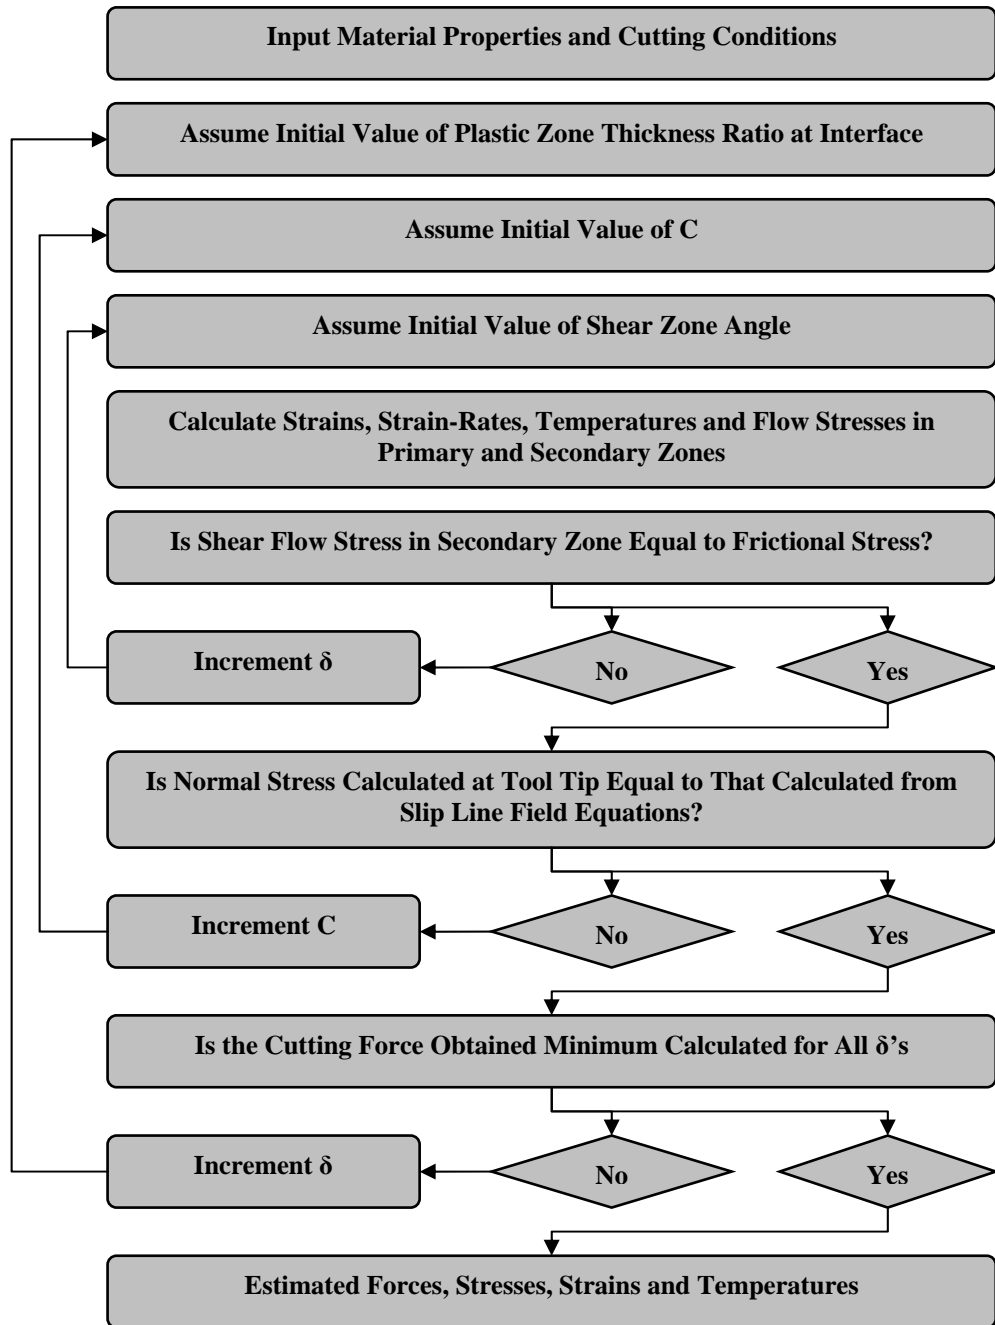 Input Material Properties and Cutting Conditions
Assume Initial Value of Plastic Zone Thickness Ratio at Interface
Assume Initial Value of C
Assume Initial Value of Shear Zone Angle
Calculate Strains, Strain-Rates, Temperatures and Flow Stresses in
Primary and Secondary Zones
Is Shear Flow Stress in Secondary Zone Equal to Frictional Stress?
Increment δ
No
Yes
Is Normal Stress Calculated at Tool Tip Equal to That Calculated from
Slip Line Field Equations?
Increment C
No
Yes
Is the Cutting Force Obtained Minimum Calculated for All δ’s
Increment δ
No
Yes
Estimated Forces, Stresses, Strains and Temperatures